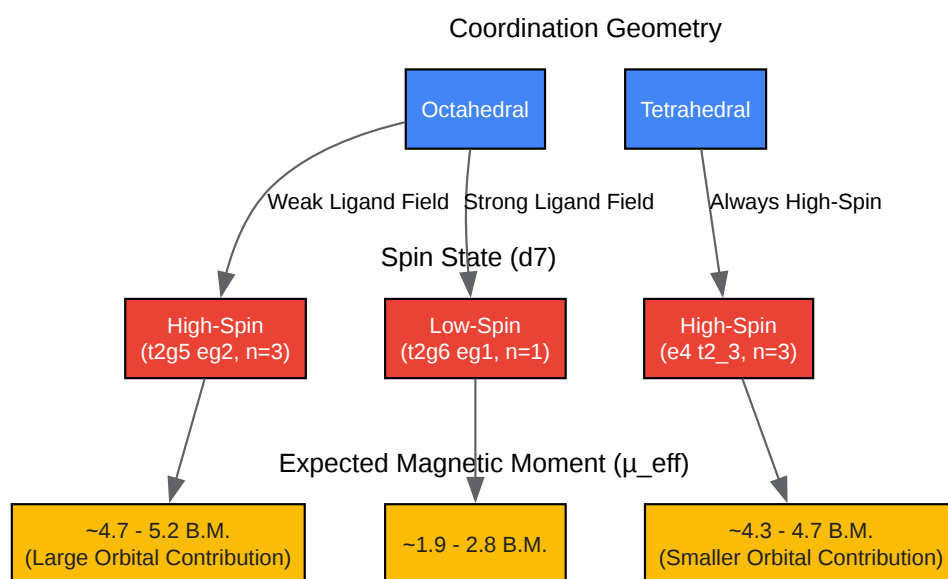 Coordination Geometry
Octahedral
Tetrahedral
Weak Ligand Field
Strong Ligand Field
Always High-Spin
Spin State (d7)
High-Spin
(t2g5 eg2, n=3)
Low-Spin
(t2g6 eg1, n=1)
High-Spin
(e4 t2_3, n=3)
Expected Magnetic Moment (μ_eff)
~4.7 - 5.2 B.M.
(Large Orbital Contribution)
~1.9 - 2.8 B.M.
~4.3 - 4.7 B.M.
(Smaller Orbital Contribution)